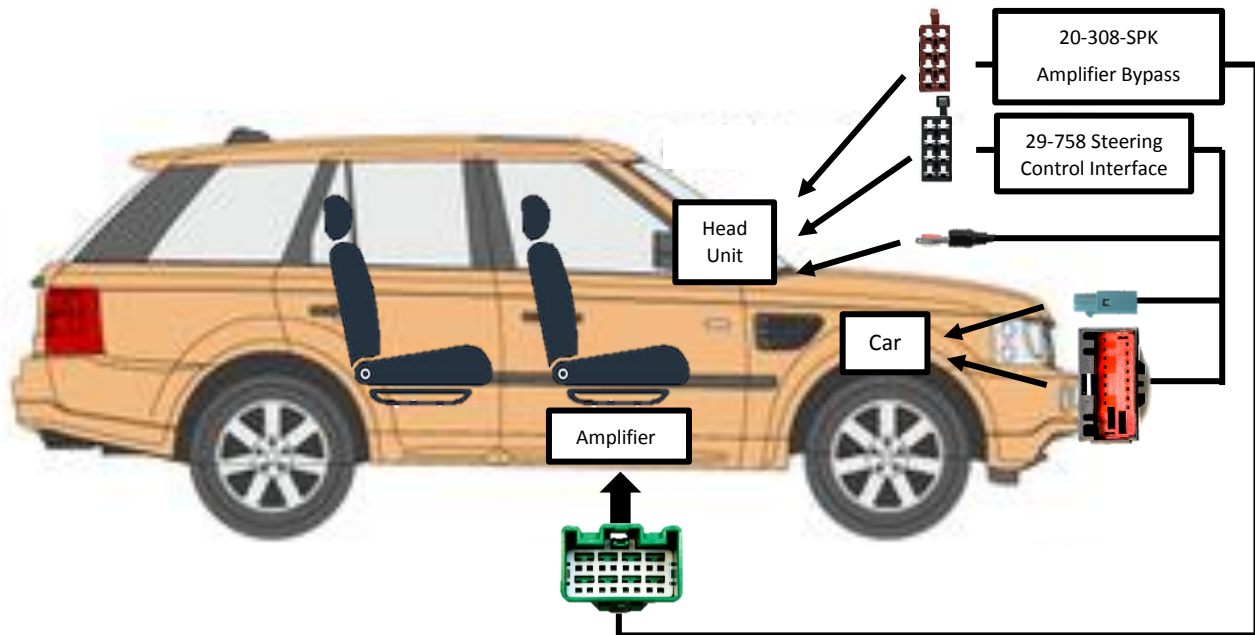 20-308-SPK
Amplifier Bypass
29-758 Steering
Control Interface
Head
Unit
Car
Amplifier